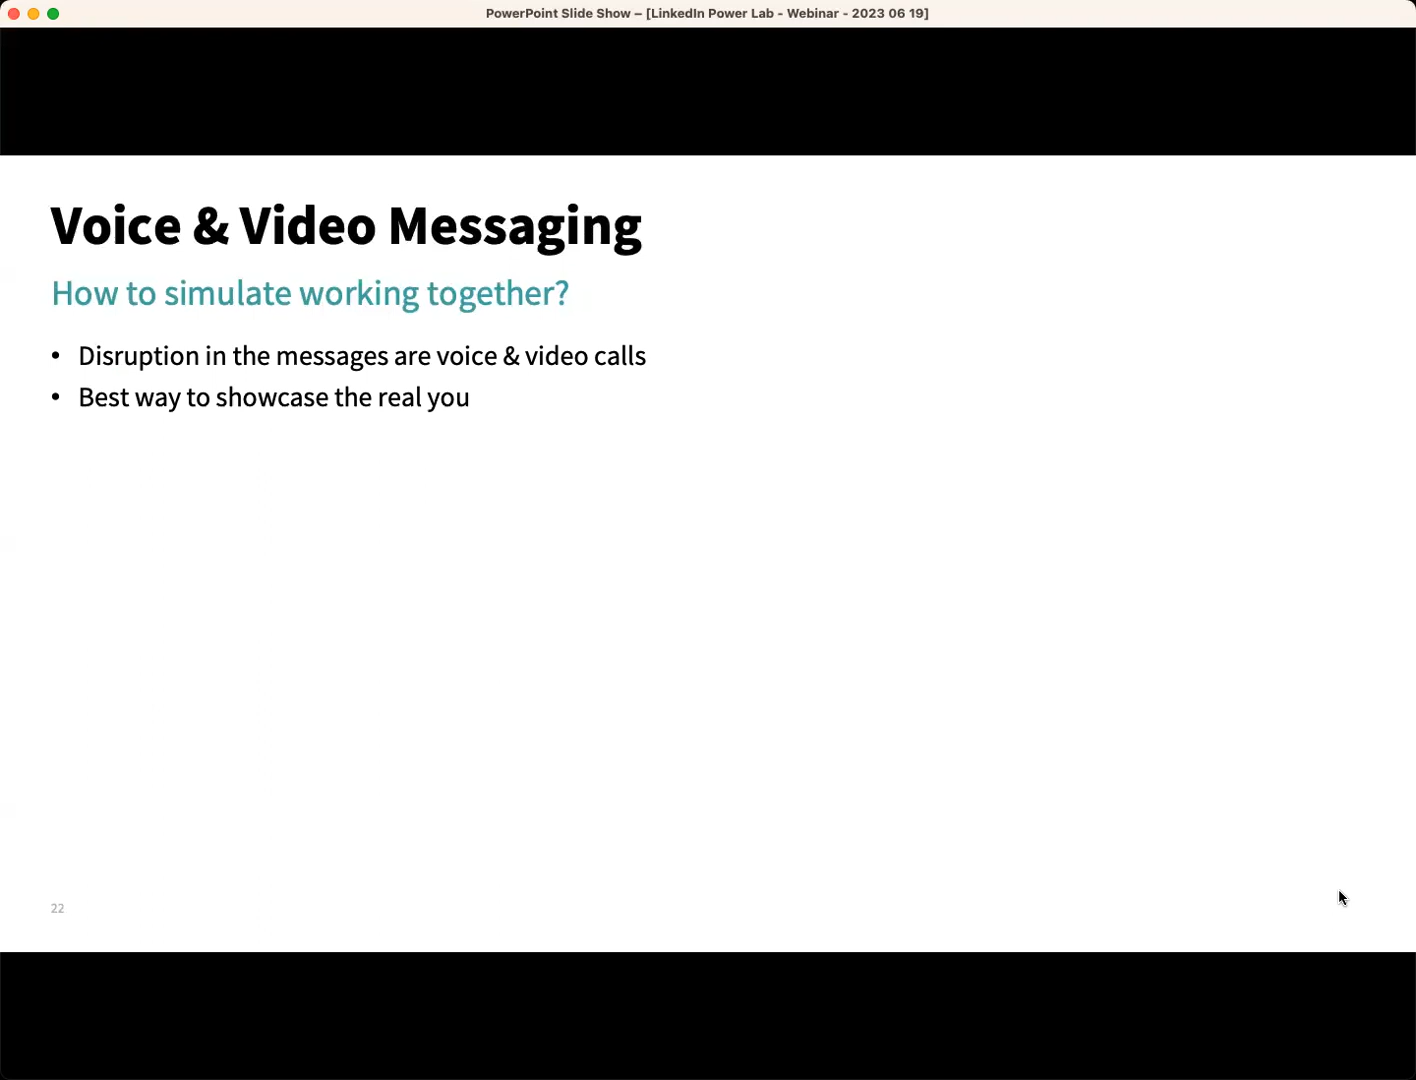 PowerPoint Slide Show – [LinkedIn Power Lab - Webinar - 2023 06 19]
Voice & Video Messaging
How to simulate working together?
• Disruption in the messages are voice & video calls
• Best way to showcase the real you
22